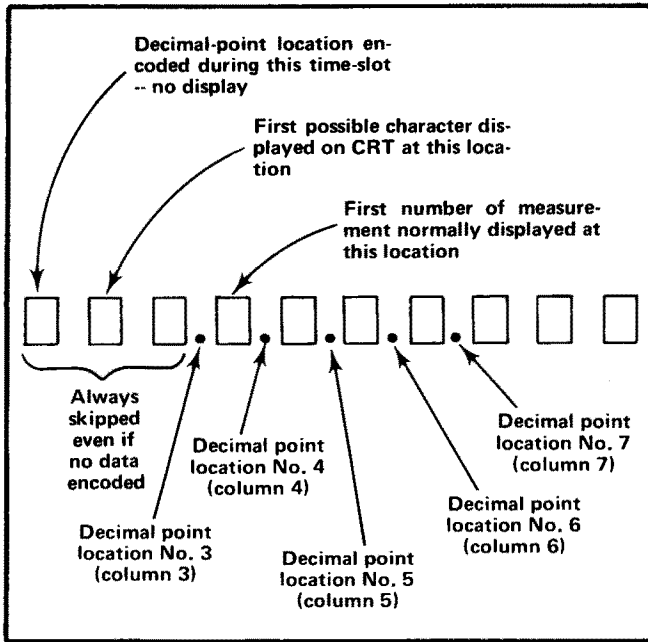 Decimal-point location en-
coded during this time-slot
-- no display
First possible character dis-
played on CRT at this loca-
tion
First number of measure-
ment normally displayed at
this location
Always
skipped
even if
no data
encoded
Decimal point
location No. 3
(column 3)
Decimal point
location No. 4
(column 4)
Decimal point
location No. 5
(column 5)
Decimal point
location No. 6
(column 6)
Decimal point
location No. 7
(column 7)